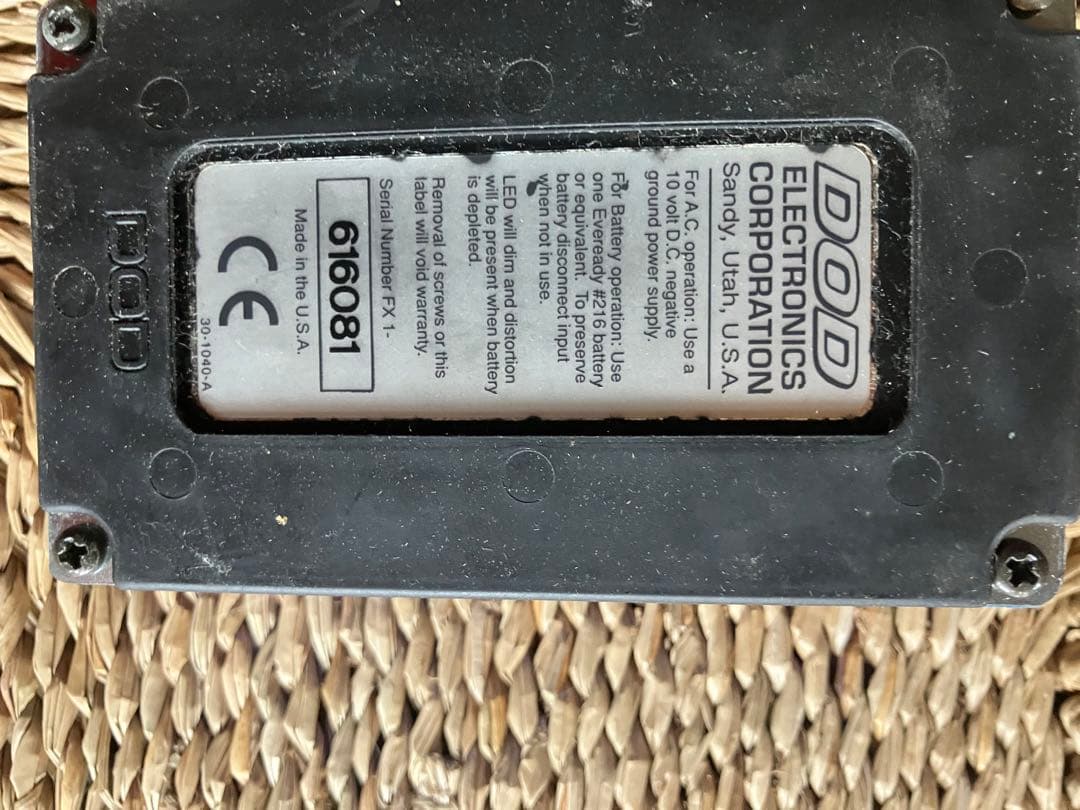 DOD
ELECTRONICS
CORPORATION
Sandy, Utah, U.S.A.
For A.C. operation: Use a
10 volt D.C. negative
ground power supply.
For Battery operation: Use
one Eveready #216 battery
or equivalent. To preserve
battery disconnect input
when not in use.
LED will dim and distortion
will be present when battery
is depleted.
Removal of screws or this
label will void warranty.
Serial Number FX 1-
616081
Made in the U.S.A.
CE
30-1040-A
DOD